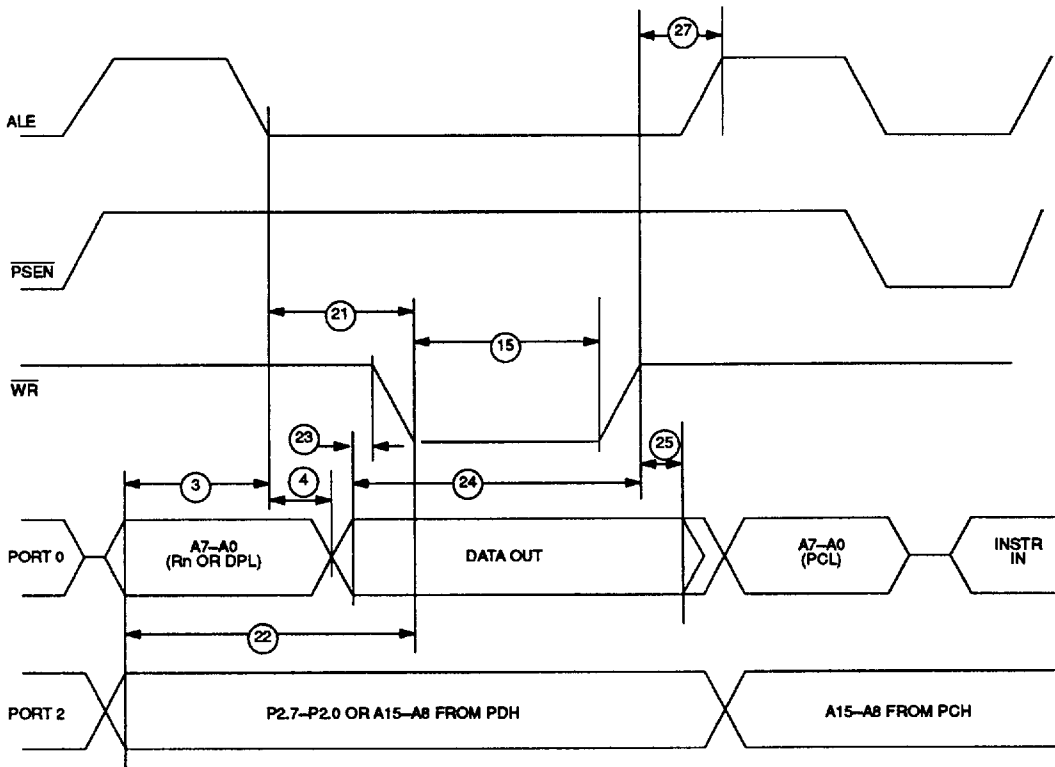 27
ALE
PSEN
21
15
WR
23
25
3
4
24
PORT 0
A7–A0
(Rn OR DPL)
DATA OUT
A7–A0
(PCL)
INSTR
IN
22
PORT 2
P2.7–P2.0 OR A15–A8 FROM PDH
A15–A8 FROM PCH